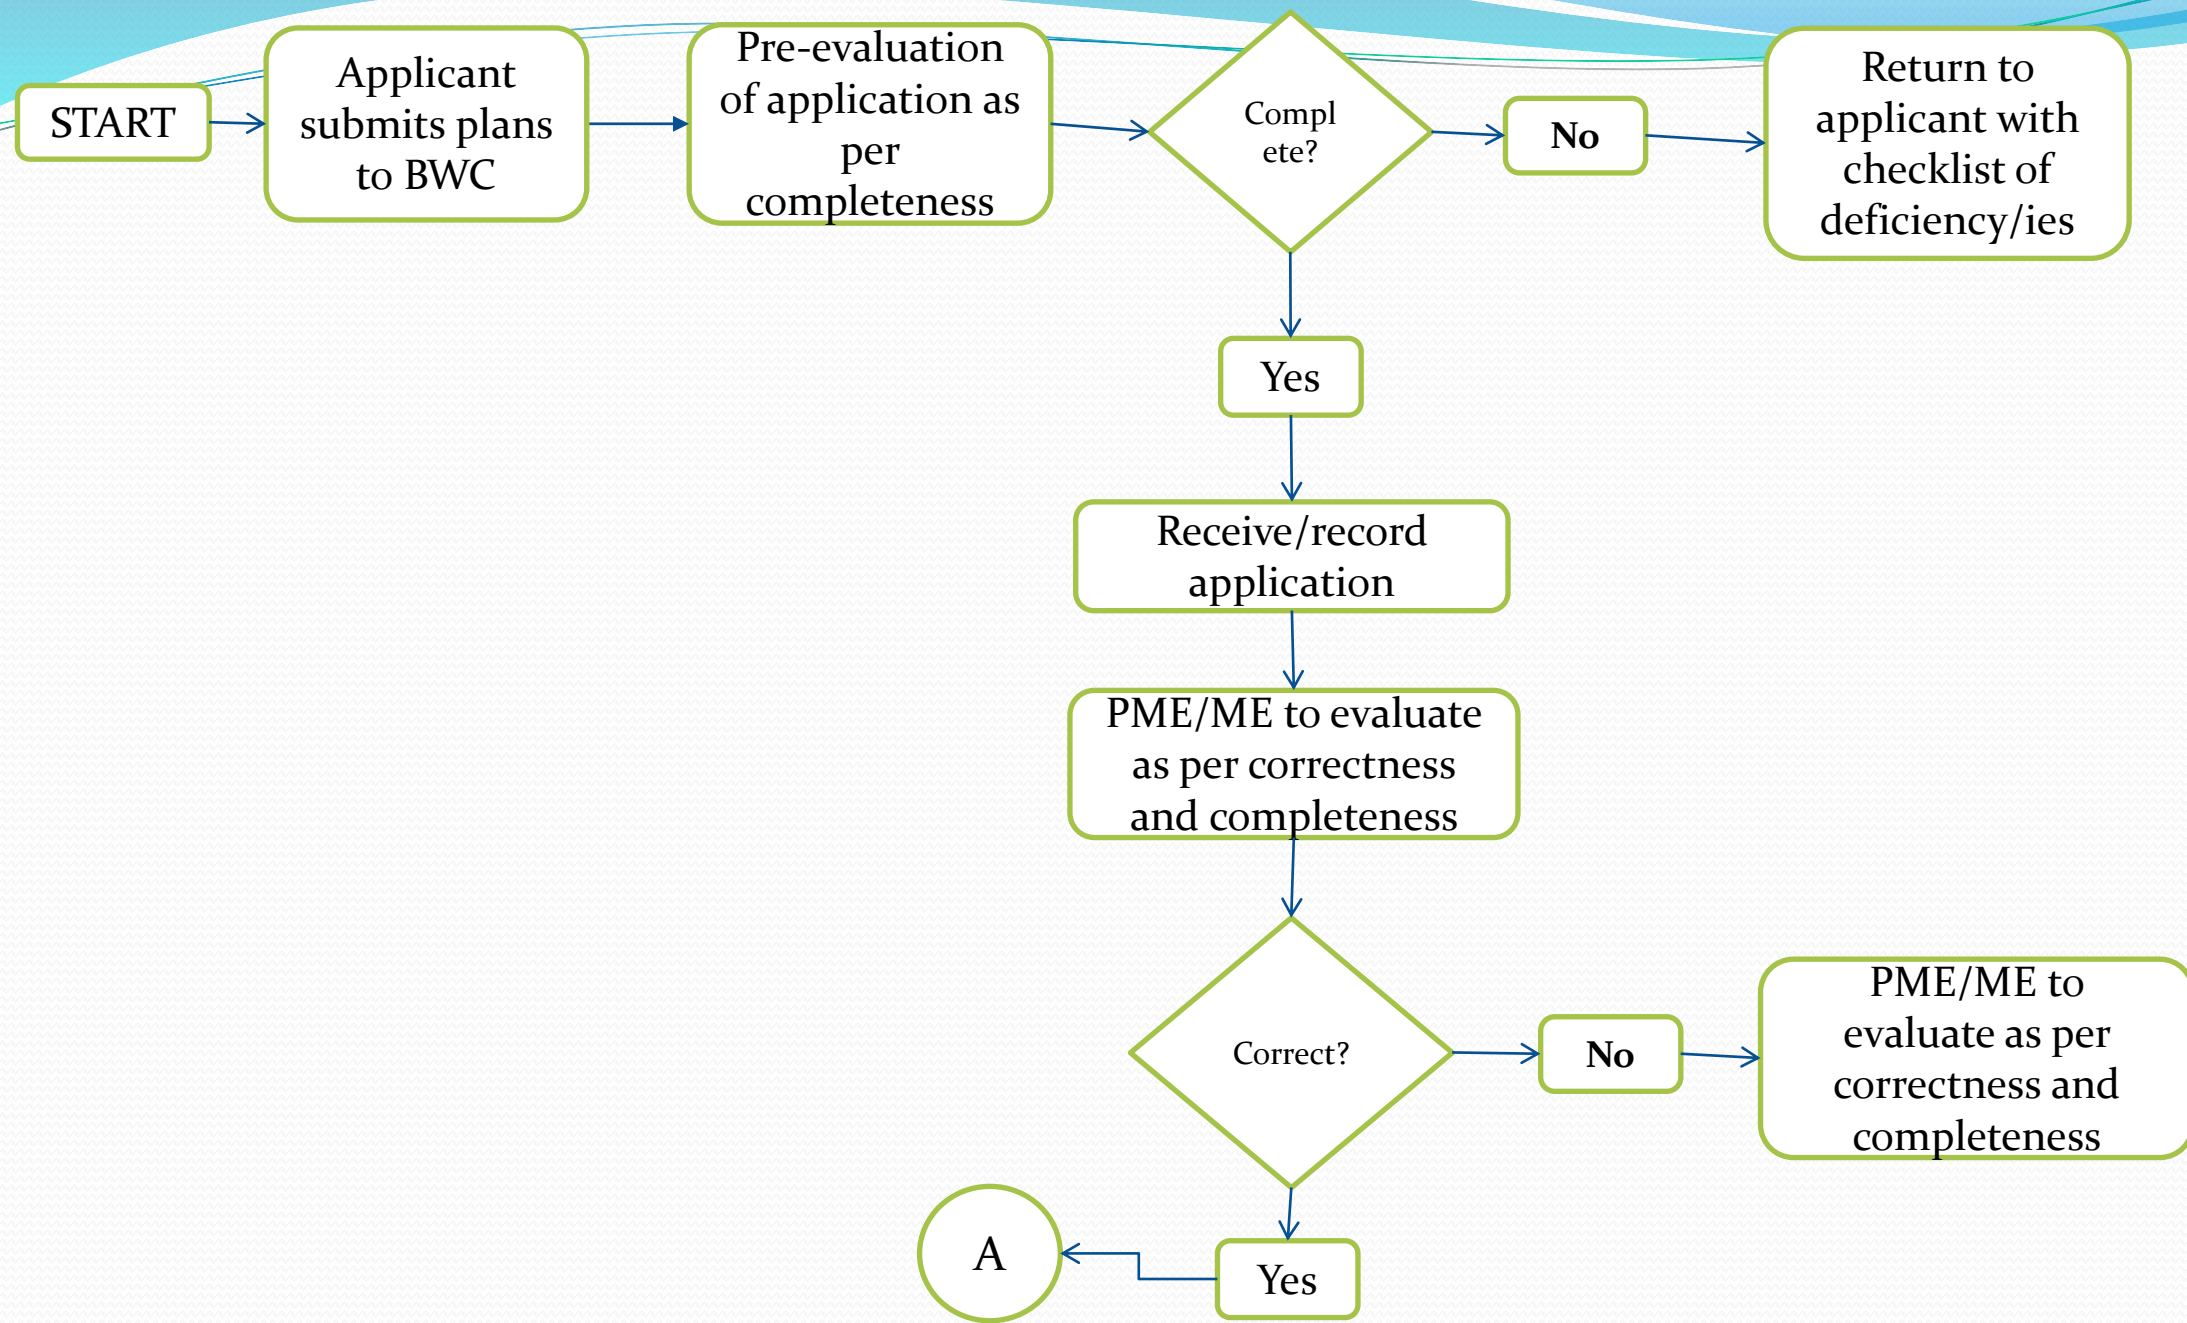 START
Applicant
submits plans
to BWC
Pre-evaluation
of application as
per
completeness
Compl
ete?
No
Return to
applicant with
checklist of
deficiency/ies
Yes
Receive/record
application
PME/ME to evaluate
as per correctness
and completeness
Correct?
No
PME/ME to
evaluate as per
correctness and
completeness
A
Yes